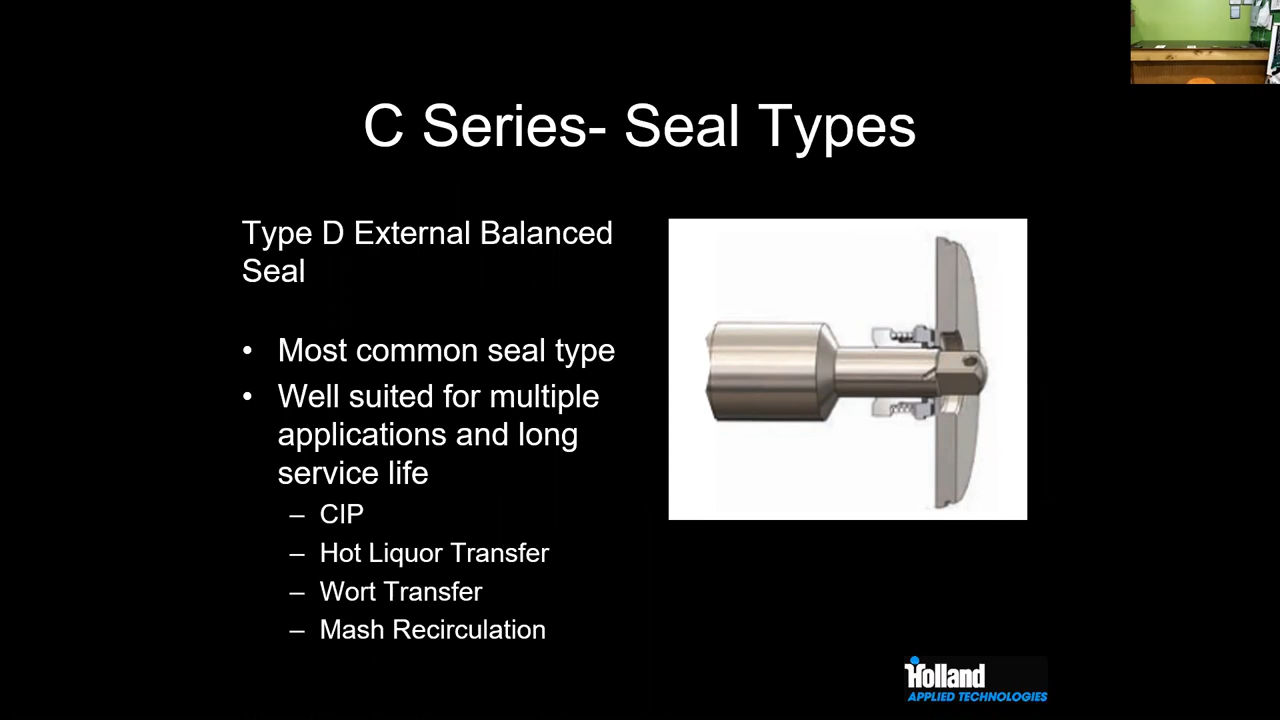 C Series- Seal Types
Type D External Balanced
Seal
• Most common seal type
• Well suited for multiple
applications and long
service life
– CIP
– Hot Liquor Transfer
– Wort Transfer
– Mash Recirculation
Holland
APPLIED TECHNOLOGIES